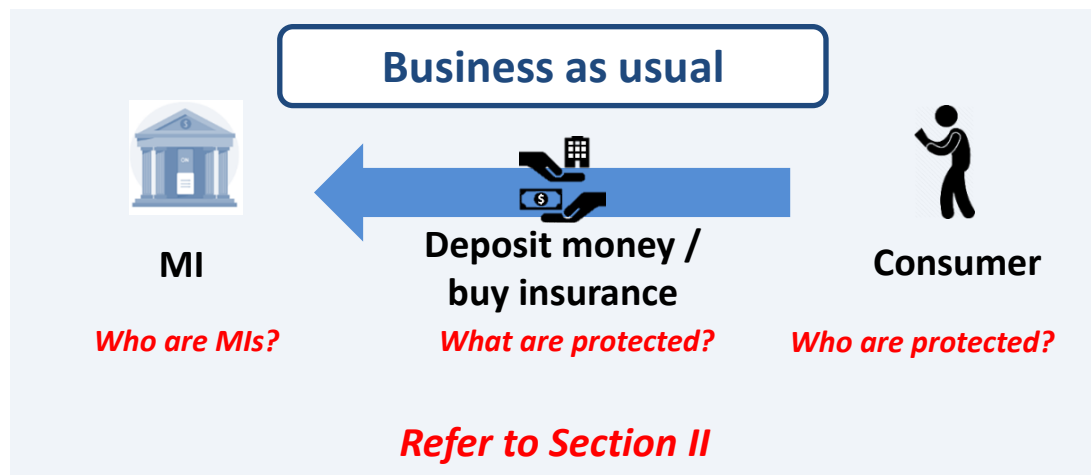 Business as usual
MI
Deposit money /
buy insurance
Consumer
Who are MIs?
What are protected?
Who are protected?
Refer to Section II